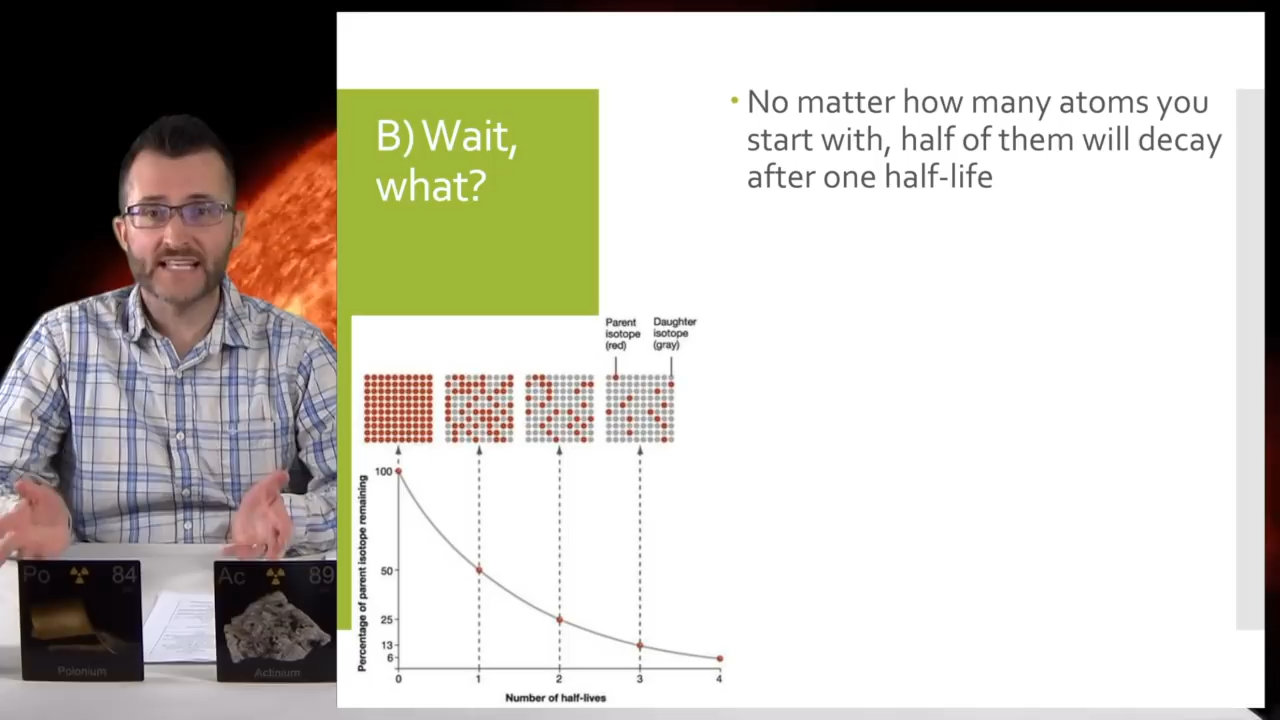 B) Wait,
what?
• No matter how many atoms you
start with, half of them will decay
after one half-life
Parent
isotope
(red)
Daughter
isotope
(gray)
Percentage of parent isotope remaining
100
50
25
13
6
0 1 2 3 4
Number of half-lives
Po 84
Polonium
Ac 89
Actinium